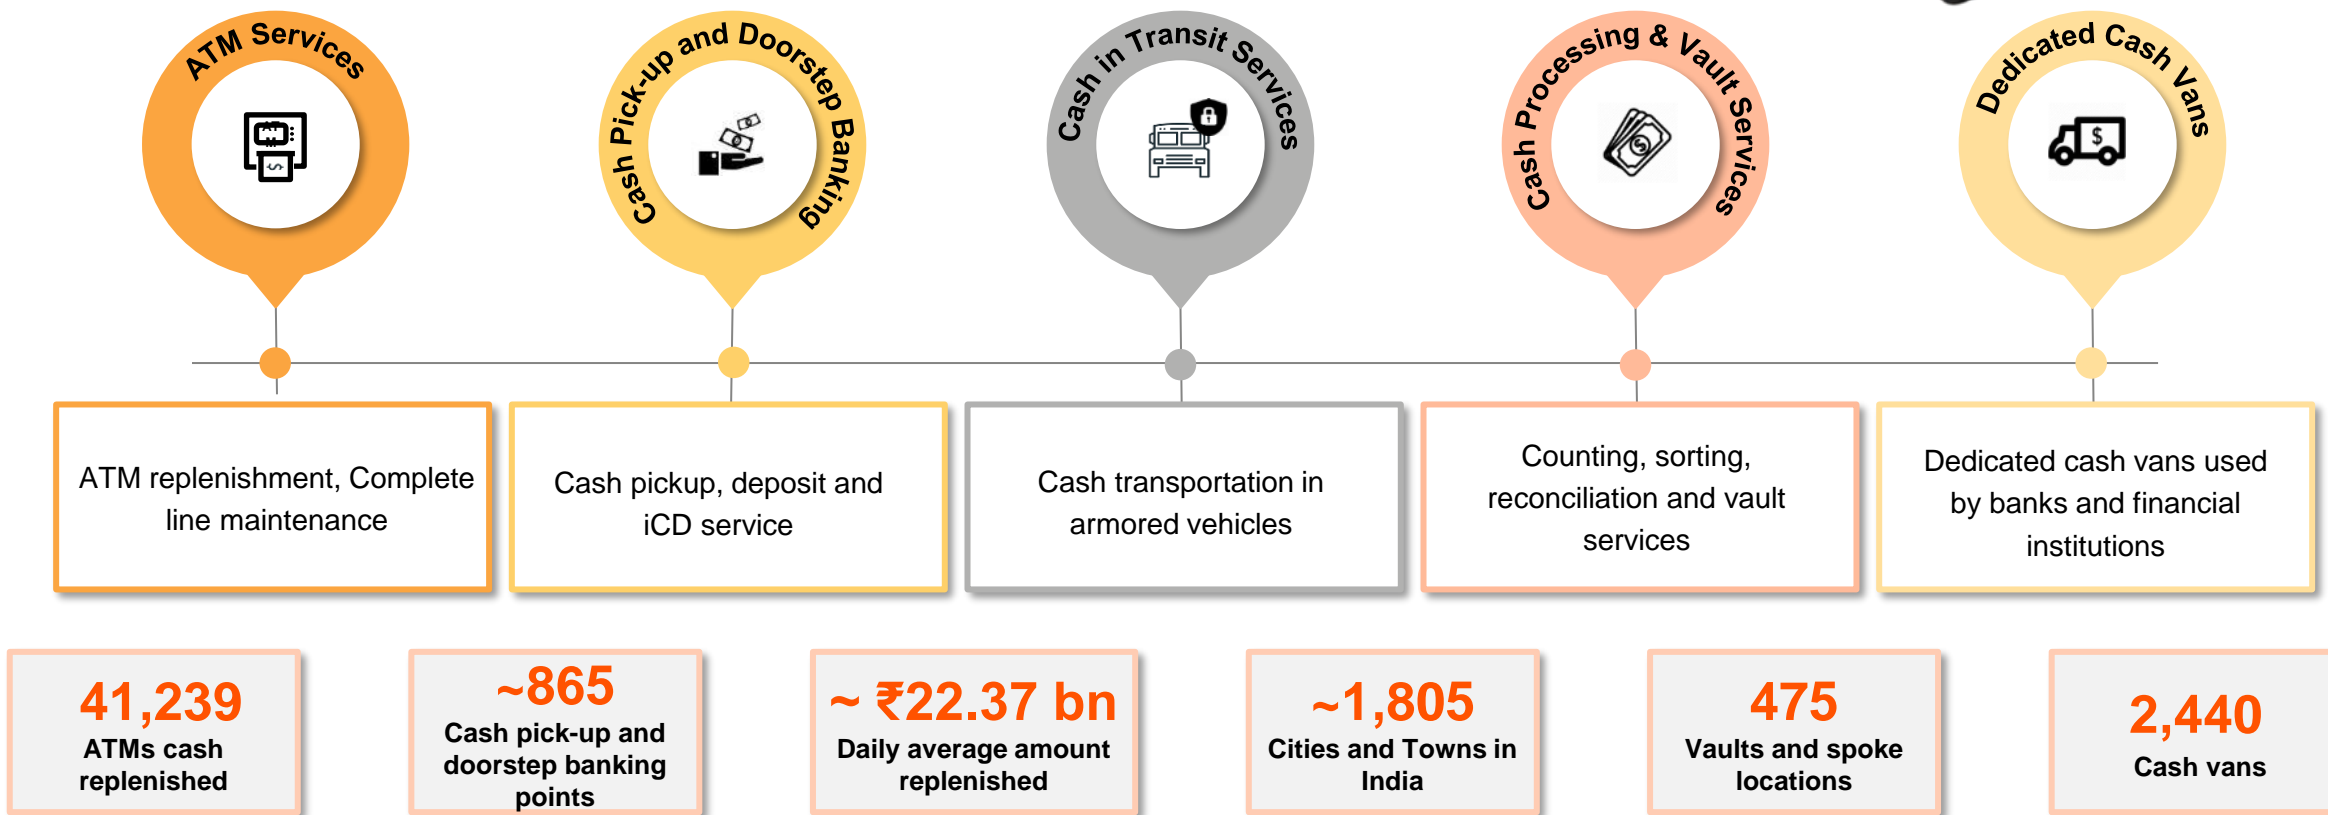 ATM Services
Cash Pick-up and Doorstep Banking
Cash in Transit Services
Cash Processing & Vault Services
Dedicated Cash Vans
ATM replenishment, Complete
line maintenance
Cash pickup, deposit and
iCD service
Cash transportation in
armored vehicles
Counting, sorting,
reconciliation and vault
services
Dedicated cash vans used
by banks and financial
institutions
41,239
ATMs cash
replenished
~865
Cash pick-up and
doorstep banking
points
~ ₹22.37 bn
Daily average amount
replenished
~1,805
Cities and Towns in
India
475
Vaults and spoke
locations
2,440
Cash vans